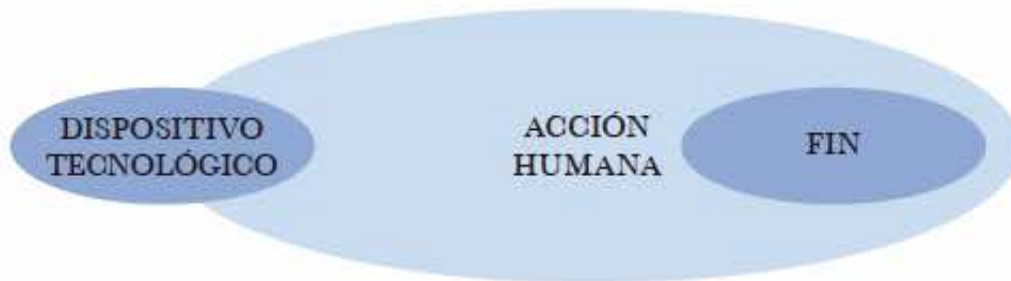 DISPOSITIVO
TECNOLÓGICO
ACCIÓN
HUMANA
FIN